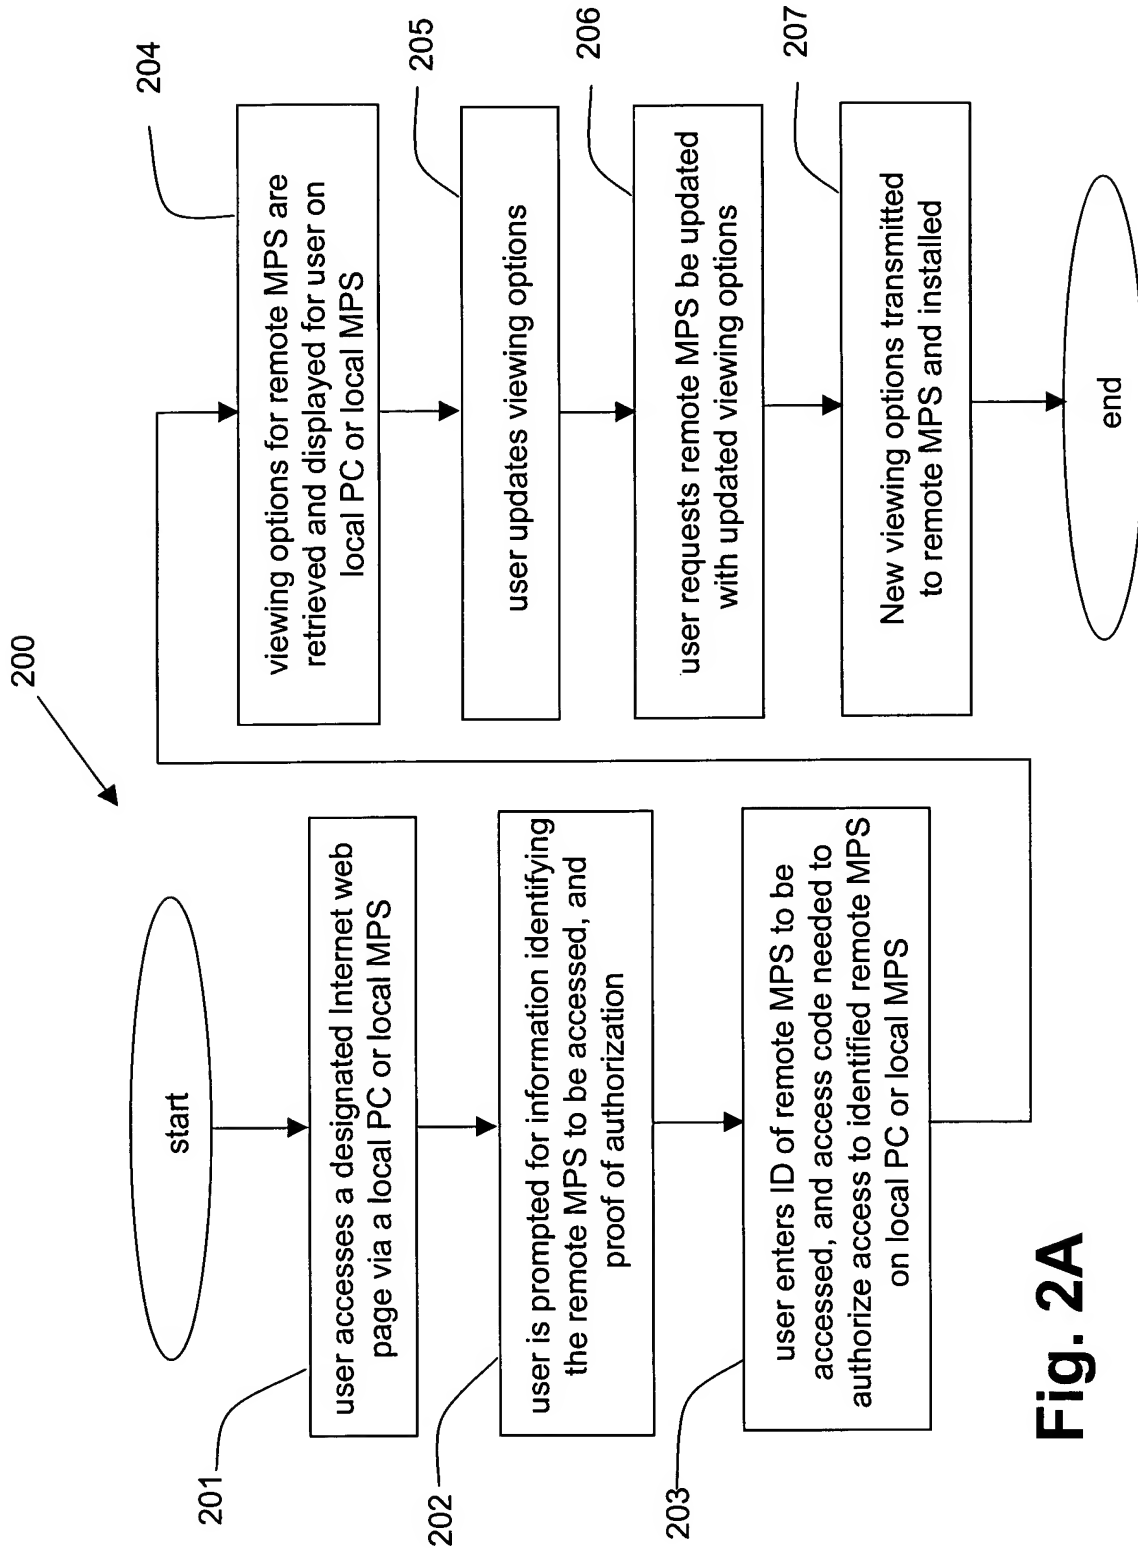 200
start
201
user accesses a designated Internet web
page via a local PC or local MPS
202
user is prompted for information identifying
the remote MPS to be accessed, and
proof of authorization
203
user enters ID of remote MPS to be
accessed, and access code needed to
authorize access to identified remote MPS
on local PC or local MPS
204
viewing options for remote MPS are
retrieved and displayed for user on
local PC or local MPS
205
user updates viewing options
206
user requests remote MPS be updated
with updated viewing options
207
New viewing options transmitted
to remote MPS and installed
end
Fig. 2A